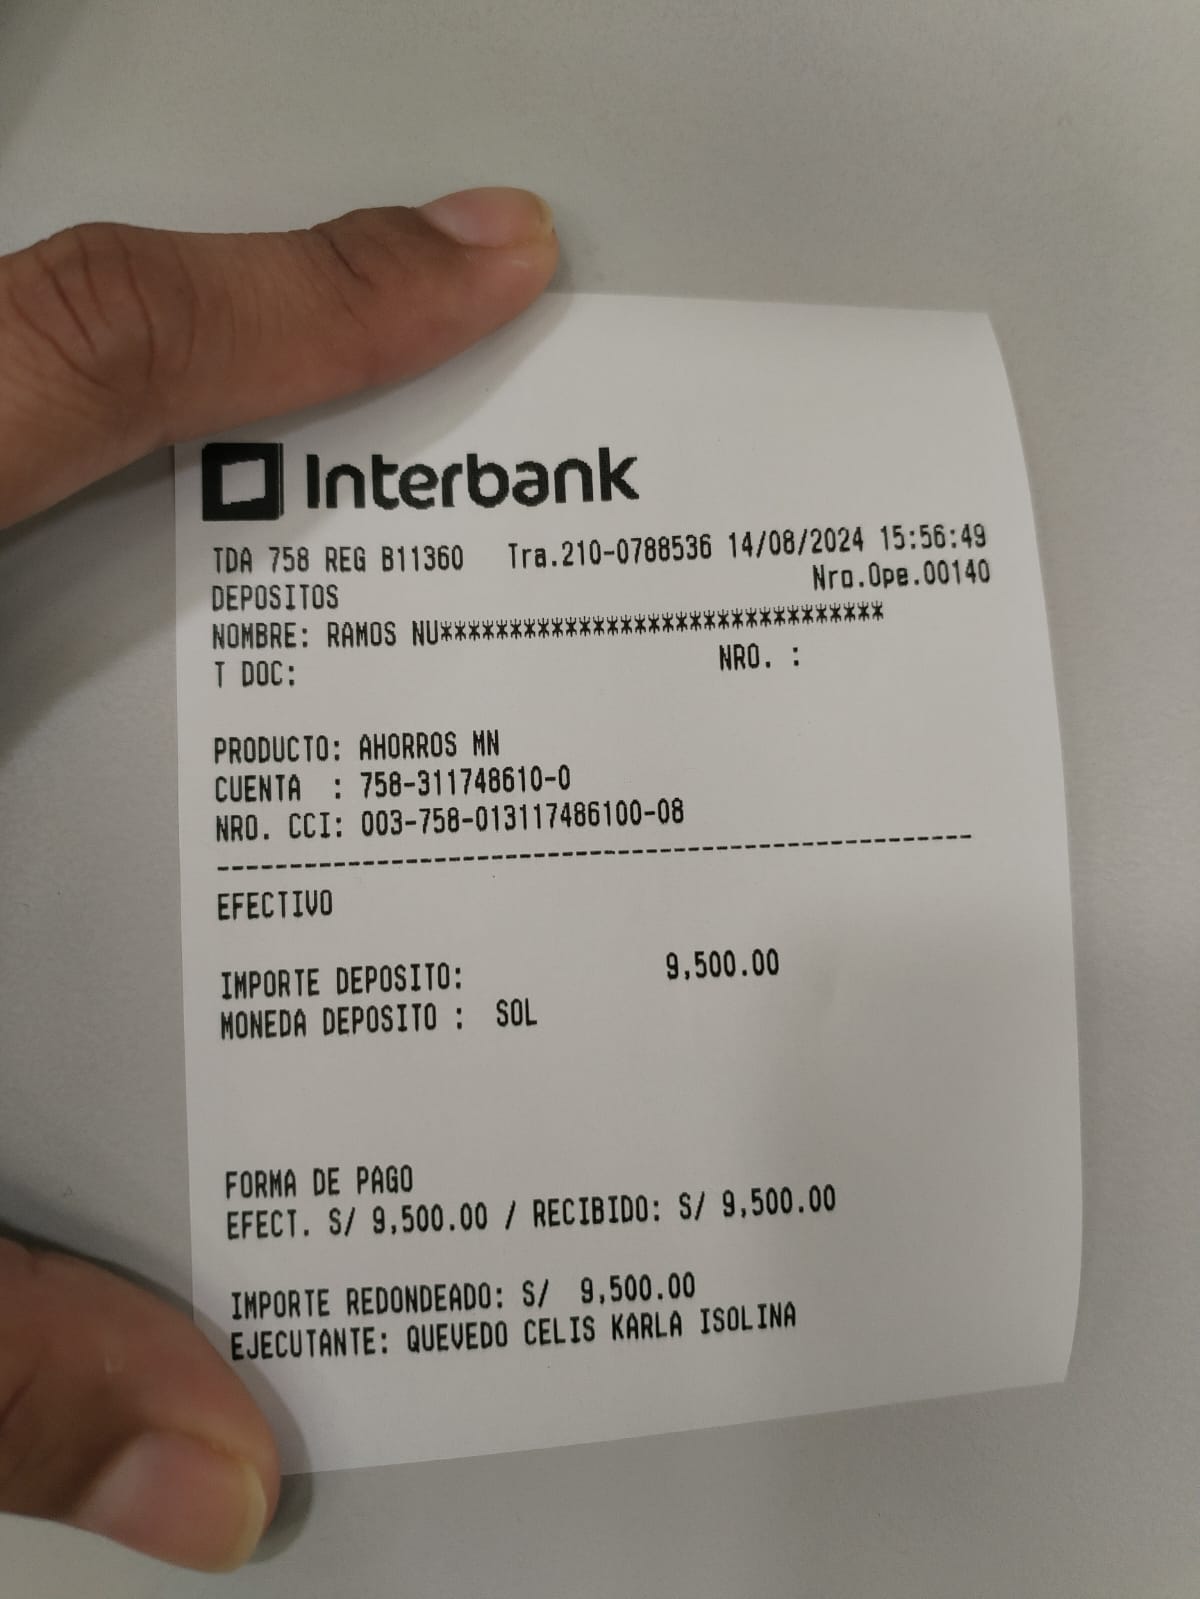 Interbank
TDA 758 REG B11360 Tra.210-0788536 14/08/2024 15:56:49
DEPOSITOS Nro.Ope.00140
NOMBRE: RAMOS NU********************************
T DOC: NRO. :
PRODUCTO: AHORROS MN
CUENTA : 758-311748610-0
NRO. CCI: 003-758-013117486100-08
----------------------------------------------------
EFECTIVO
IMPORTE DEPOSITO: 9,500.00
MONEDA DEPOSITO : SOL
FORMA DE PAGO
EFECT. S/ 9,500.00 / RECIBIDO: S/ 9,500.00
IMPORTE REDONDEADO: S/ 9,500.00
EJECUTANTE: QUEVEDO CELIS KARLA ISOLINA